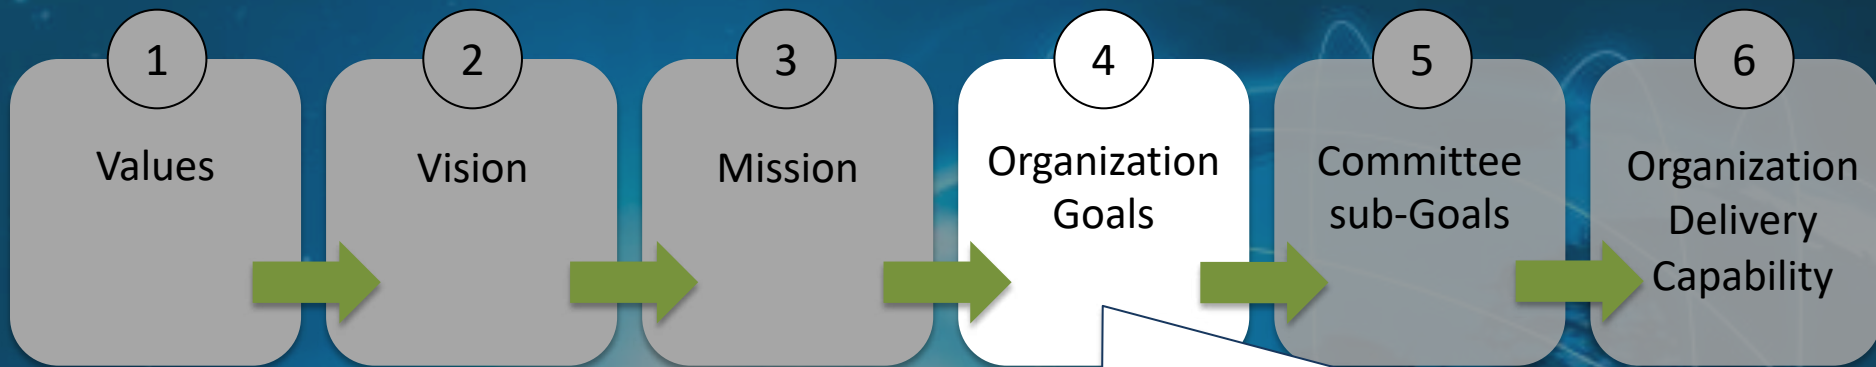 1
Values
2
Vision
3
Mission
4
Organization
Goals
5
Committee
sub-Goals
6
Organization
Delivery
Capability